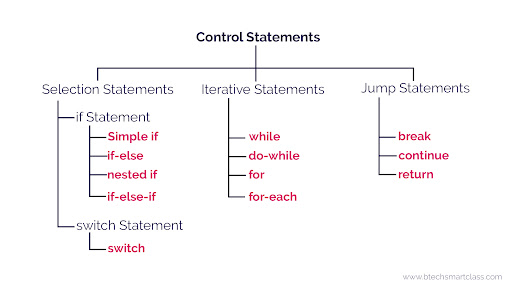 Control Statements
Selection Statements
if Statement
Simple if
if-else
nested if
if-else-if
switch Statement
switch
Iterative Statements
while
do-while
for
for-each
Jump Statements
break
continue
return
www.btechsmartclass.com